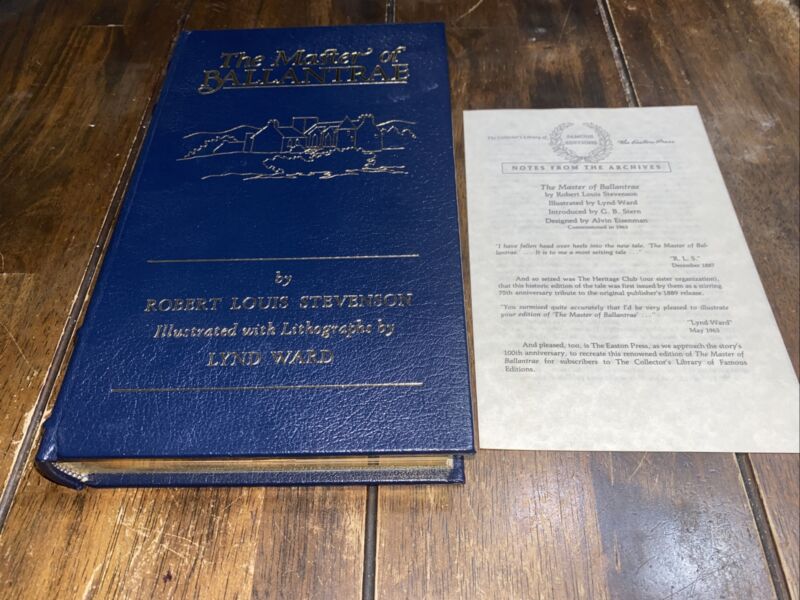 The Master of
BALLANTRAE
by
ROBERT LOUIS STEVENSON
Illustrated with Lithographs by
LYND WARD
The Collector's Library of
FAMOUS
EDITIONS
The Easton Press
NOTES FROM THE ARCHIVES
The Master of Ballantrae
by Robert Louis Stevenson
Illustrated by Lynd Ward
Introduced by G. B. Stern
Designed by Alvin Eisenman
Commissioned in 1963
"I have fallen head over heels into the new tale, 'The Master of Bal-
lantrae. . . . It is to me a most seizing tale . . ."
"R. L. S."
December 1887
And so seized was The Heritage Club (our sister organization),
that this historic edition of the tale was first issued by them as a stirring
75th anniversary tribute to the original publisher's 1889 release.
"You surmised quite accurately that I'd be very pleased to illustrate
your edition of 'The Master of Ballantrae' . . ."
"Lynd Ward"
May 1963
And pleased, too, is The Easton Press, as we approach the story's
100th anniversary, to recreate this renowned edition of The Master of
Ballantrae for subscribers to The Collector's Library of Famous
Editions.